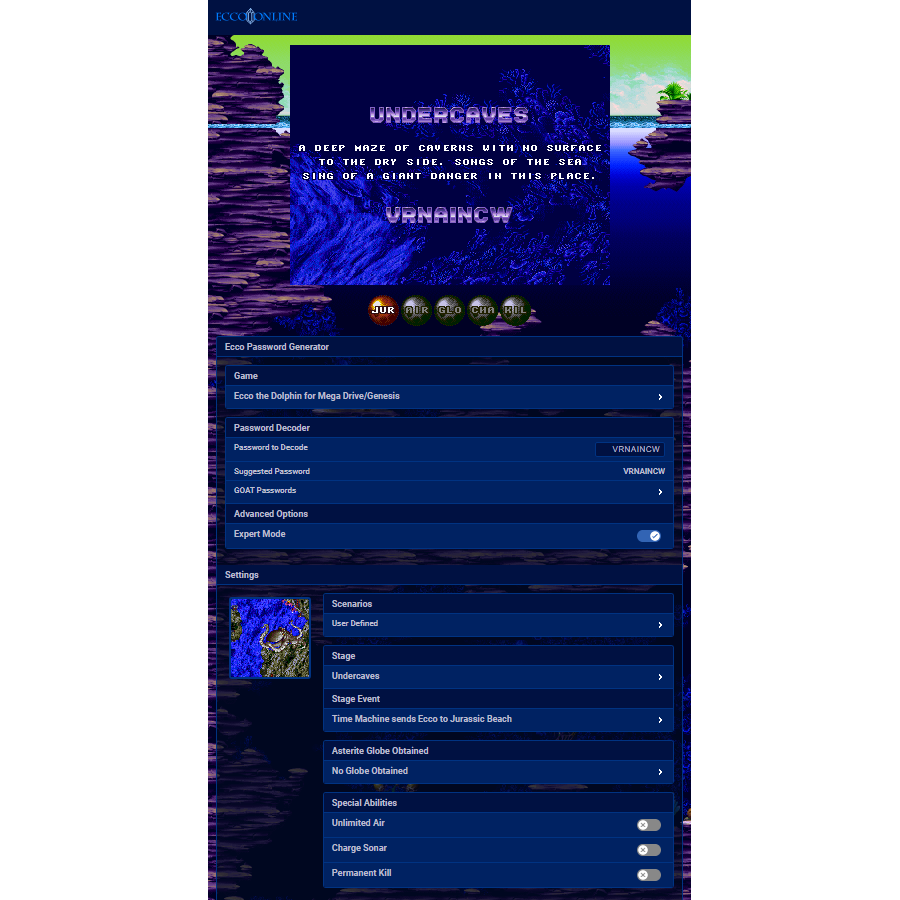 ECCO ONLINE
UNDERCAVES
A DEEP MAZE OF CAVERNS WITH NO SURFACE
TO THE DRY SIDE. SONGS OF THE SEA
SING OF A GIANT DANGER IN THIS PLACE.
VRNAINCW
JUR AIR GLO CHA KIL
Ecco Password Generator
Game
Ecco the Dolphin for Mega Drive/Genesis
Password Decoder
Password to Decode VRNAINCW
Suggested Password VRNAINCW
GOAT Passwords
Advanced Options
Expert Mode
Settings
Scenarios
User Defined
Stage
Undercaves
Stage Event
Time Machine sends Ecco to Jurassic Beach
Asterite Globe Obtained
No Globe Obtained
Special Abilities
Unlimited Air
Charge Sonar
Permanent Kill